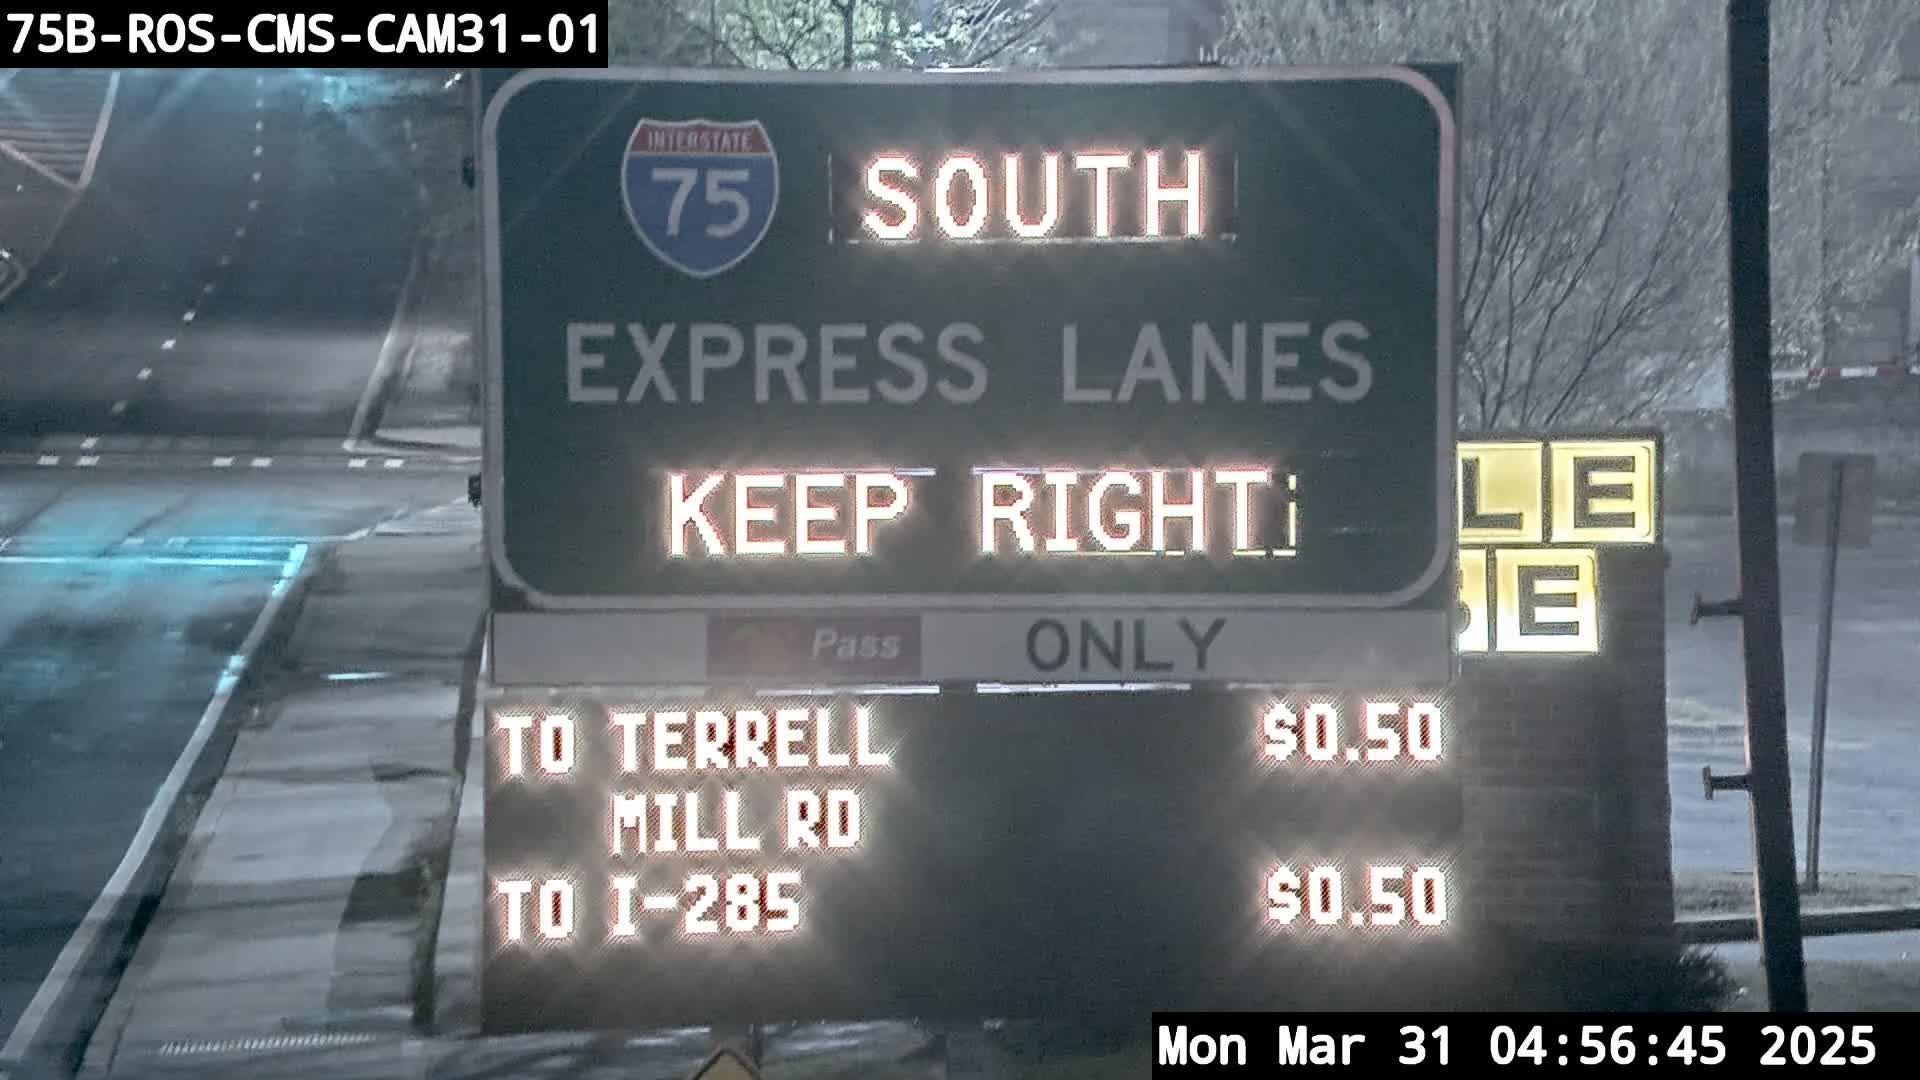 75B-ROS-CMS-CAM31-01
INTERSTATE
75
SOUTH
EXPRESS LANES
KEEP RIGHT
Pass ONLY
TO TERRELL $0.50
MILL RD
TO I-285 $0.50
LE
E
Mon Mar 31 04:56:45 2025